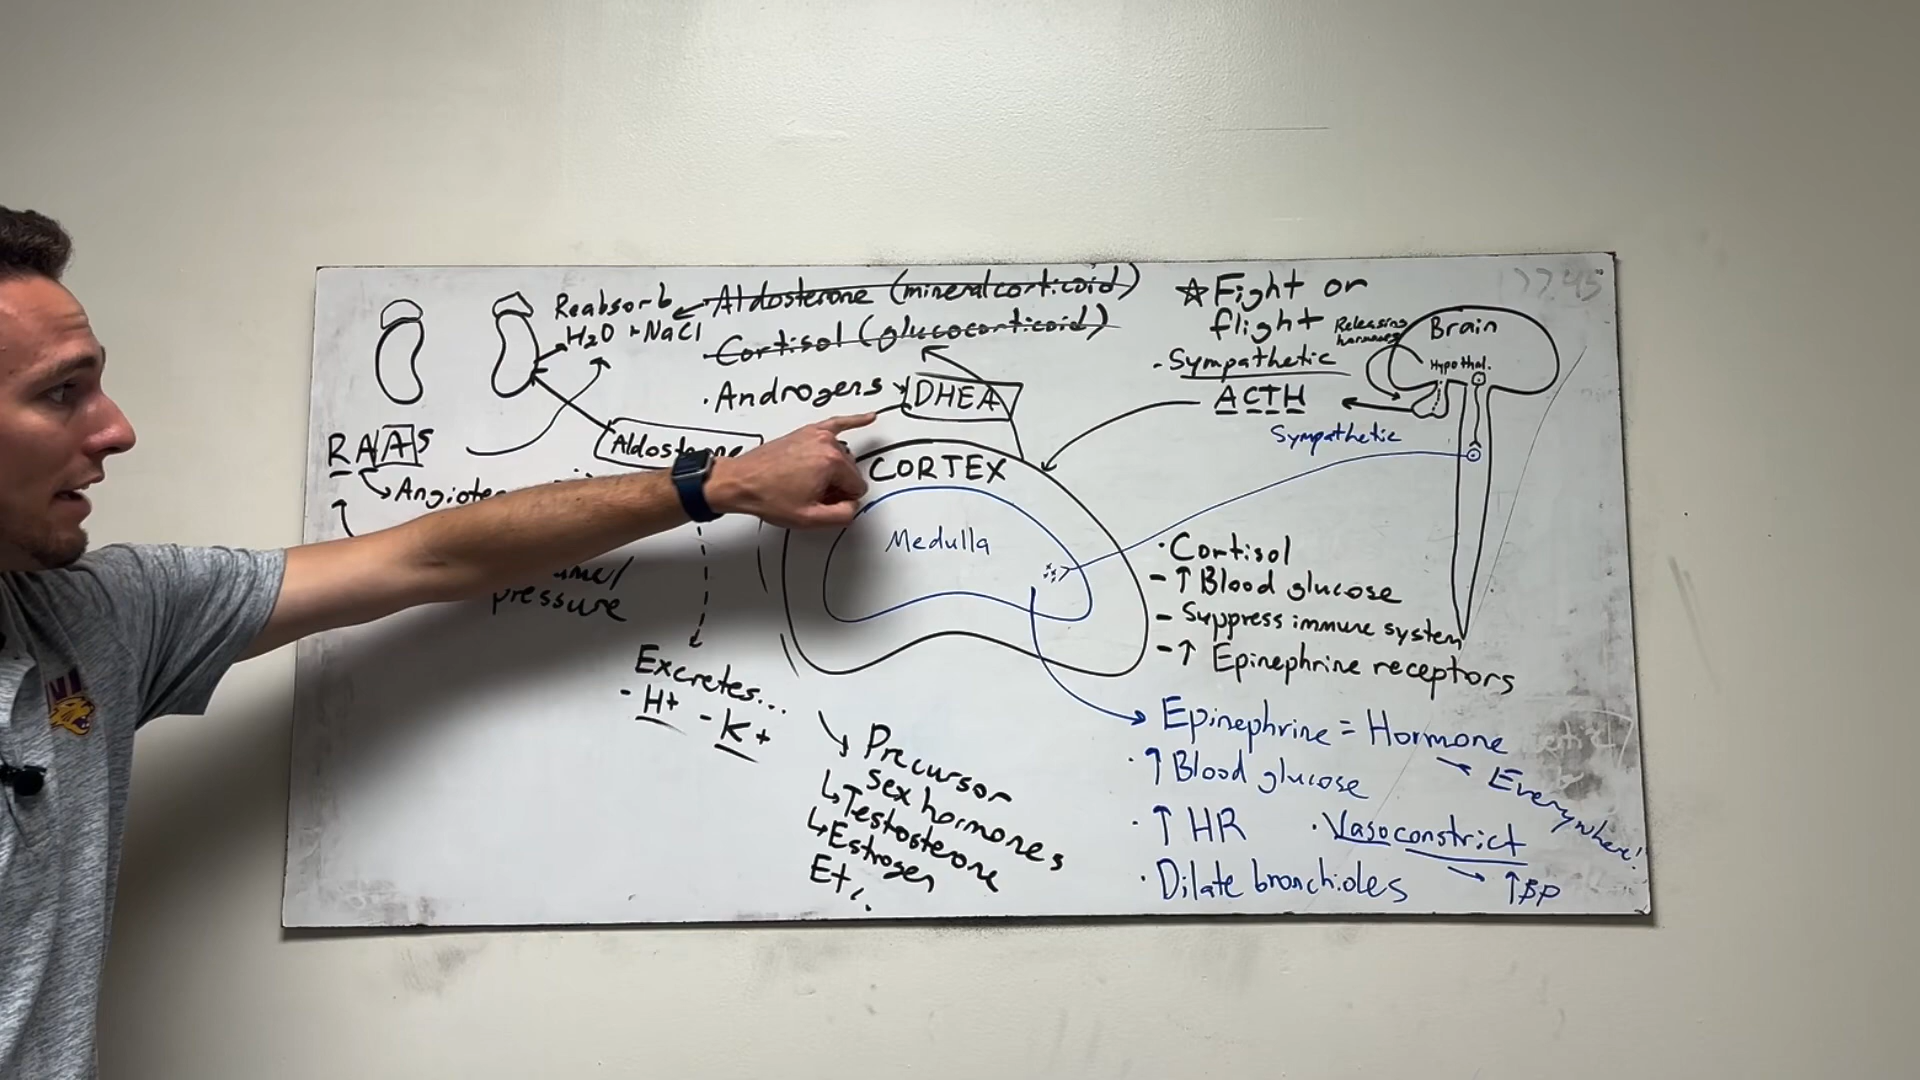 Reabsorb
H2O + NaCl
Aldosterone (mineralcorticoid)
Cortisol (glucocorticoid)
· Androgens
DHEA
RAAS
Angioten
Aldosterone
pressure
Excretes...
- H+ - K+
CORTEX
Medulla
Precursor
Sex hormones
↳ Testosterone
↳ Estrogen
Etc.
☆ Fight or
flight
- Sympathetic
ACTH
Sympathetic
Releasing
hormones
Brain
Hypothal.
· Cortisol
- ↑ Blood glucose
- Suppress immune system
- ↑ Epinephrine receptors
Epinephrine = Hormone
→ Everywhere!
· ↑ Blood glucose
· ↑ HR
· Vasoconstrict
→ ↑BP
· Dilate bronchioles